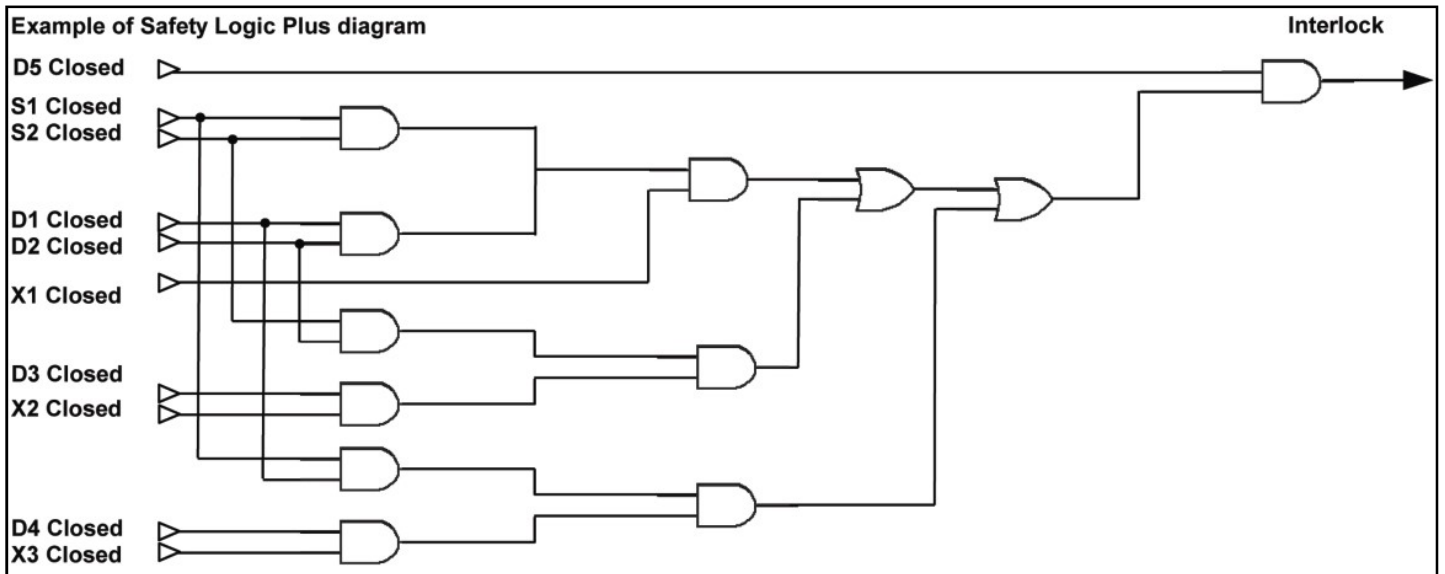 Example of Safety Logic Plus diagram
Interlock
D5 Closed
S1 Closed
S2 Closed
D1 Closed
D2 Closed
X1 Closed
D3 Closed
X2 Closed
D4 Closed
X3 Closed